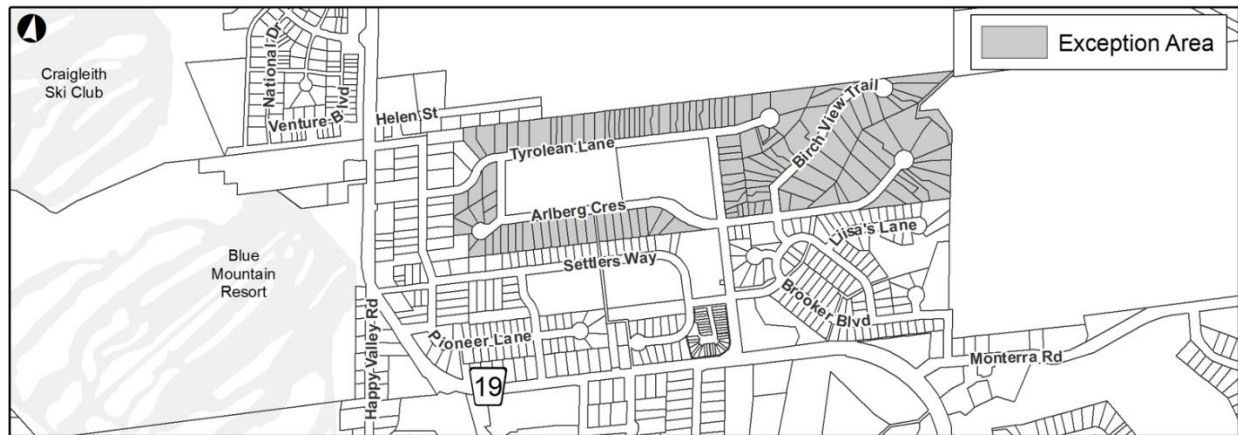 Craigleith
Ski Club
National Dr
Venture Blvd
Helen St
Exception Area
Tyrolean Lane
Birch View Trail
Arlberg Cres
Liisa's Lane
Settlers Way
Blue
Mountain
Resort
Happy Valley Rd
Pioneer Lane
Brooker Blvd
Monterra Rd
19